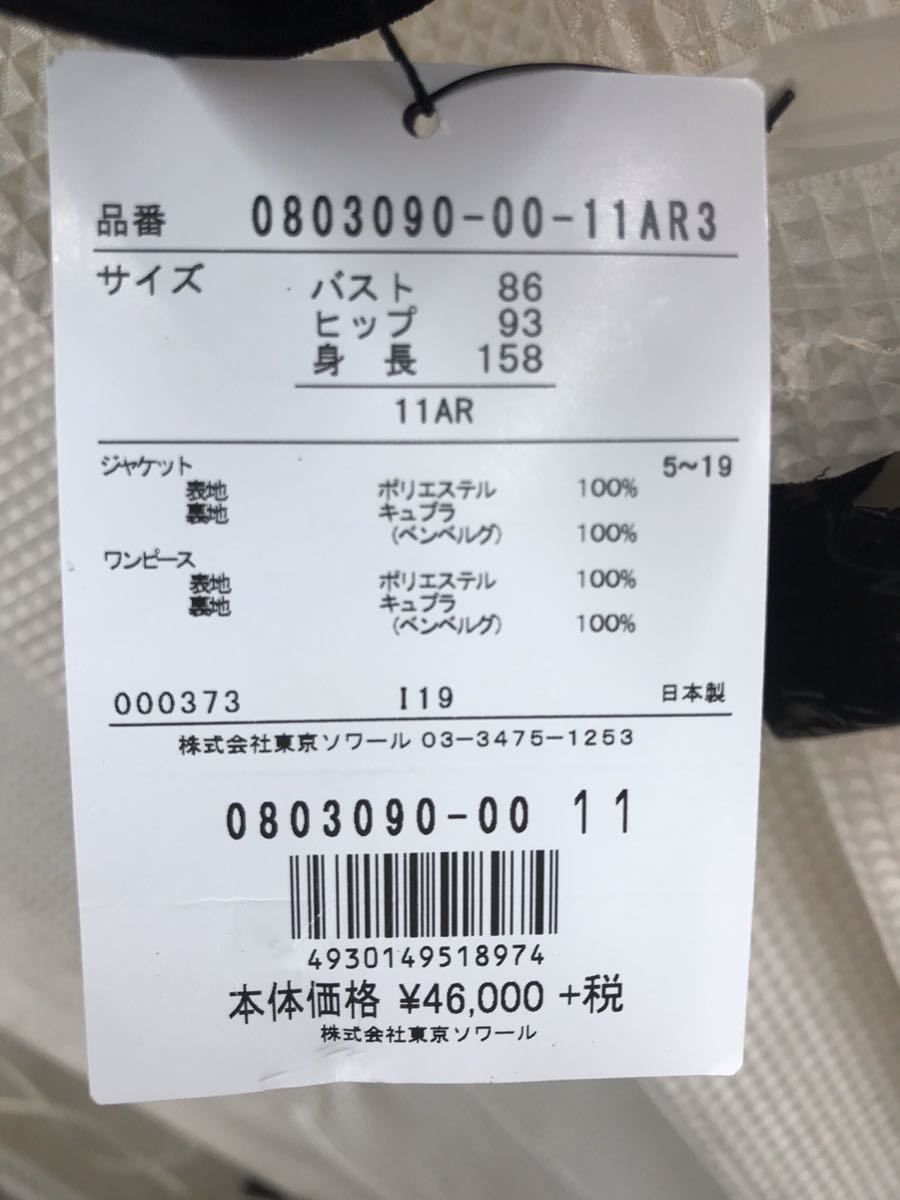 品番 0803090-00-11AR3
サイズ バスト 86
ヒップ 93
身長 158
11AR
ジャケット 5~19
表地 ポリエステル 100%
裏地 キュプラ
(ベンベルグ) 100%
ワンピース
表地 ポリエステル 100%
裏地 キュプラ
(ベンベルグ) 100%
000373 I19 日本製
株式会社東京ソワール 03-3475-1253
0803090-00 11
4930149518974
本体価格 ¥46,000 +税
株式会社東京ソワール